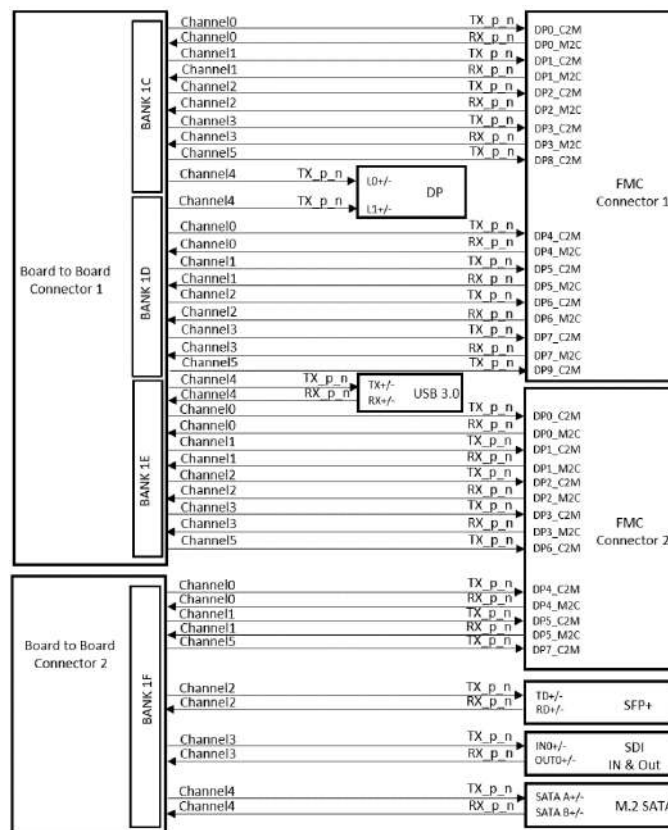 Board to Board
Connector 1
BANK 1C
Channel0 TX_p_n DP0_C2M
Channel0 RX_p_n DP0_M2C
Channel1 TX_p_n DP1_C2M
Channel1 RX_p_n DP1_M2C
Channel2 TX_p_n DP2_C2M
Channel2 RX_p_n DP2_M2C
Channel3 TX_p_n DP3_C2M
Channel3 RX_p_n DP3_M2C
Channel5 TX_p_n DP8_C2M
FMC
Connector 1
Channel4 TX_p_n L0+/-
DP
BANK 1D
Channel4 TX_p_n L1+/-
Channel0 TX_p_n DP4_C2M
Channel0 RX_p_n DP4_M2C
Channel1 TX_p_n DP5_C2M
Channel1 RX_p_n DP5_M2C
Channel2 TX_p_n DP6_C2M
Channel2 RX_p_n DP6_M2C
Channel3 TX_p_n DP7_C2M
Channel3 RX_p_n DP7_M2C
Channel5 TX_p_n DP9_C2M
BANK 1E
Channel4 TX_p_n TX+/-
Channel4 RX_p_n RX+/-
USB 3.0
Channel0 TX_p_n DP0_C2M
Channel0 RX_p_n DP0_M2C
Channel1 TX_p_n DP1_C2M
Channel1 RX_p_n DP1_M2C
Channel2 TX_p_n DP2_C2M
Channel2 RX_p_n DP2_M2C
Channel3 TX_p_n DP3_C2M
Channel3 RX_p_n DP3_M2C
Channel5 TX_p_n DP6_C2M
FMC
Connector 2
Board to Board
Connector 2
BANK 1F
Channel0 TX_p_n DP4_C2M
Channel0 RX_p_n DP4_M2C
Channel1 TX_p_n DP5_C2M
Channel1 RX_p_n DP5_M2C
Channel5 TX_p_n DP7_C2M
Channel2 TX_p_n TD+/-
Channel2 RX_p_n RD+/-
SFP+
Channel3 TX_p_n IN0+/-
Channel3 RX_p_n OUT0+/-
SDI
IN & Out
Channel4 TX_p_n SATA A+/-
Channel4 RX_p_n SATA B+/-
M.2 SATA